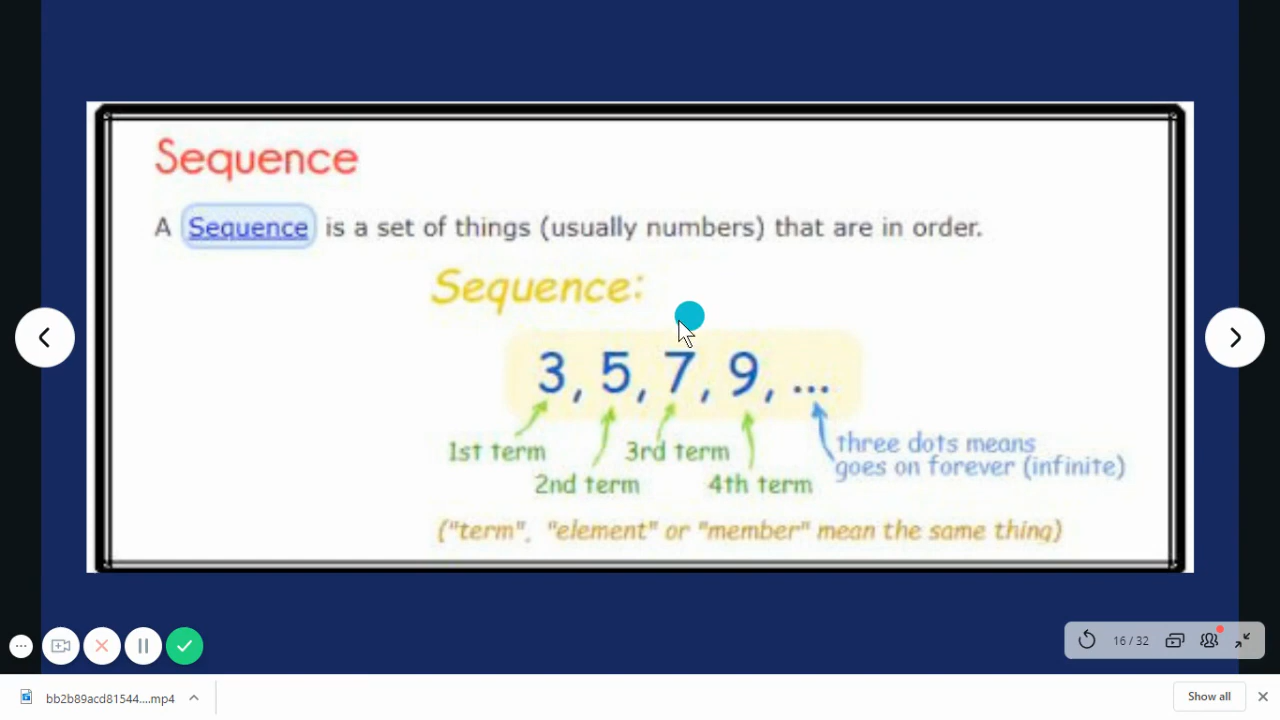 Sequence
A Sequence is a set of things (usually numbers) that are in order.
Sequence:
3, 5, 7, 9, ...
1st term
2nd term
3rd term
4th term
three dots means
goes on forever (infinite)
("term", "element" or "member" mean the same thing)
16 / 32
bb2b89acd81544....mp4
Show all